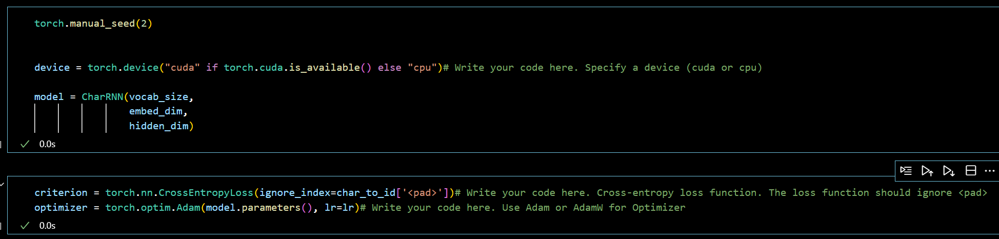 torch.manual_seed(2)
device = torch.device("cuda" if torch.cuda.is_available() else "cpu")# Write your code here. Specify a device (cuda or cpu)
model = CharRNN(vocab_size,
embed_dim,
hidden_dim)
0.0s
criterion = torch.nn.CrossEntropyLoss(ignore_index=char_to_id['<pad>'])# Write your code here. Cross-entropy loss function. The loss function should ignore <pad>
optimizer = torch.optim.Adam(model.parameters(), lr=lr)# Write your code here. Use Adam or AdamW for Optimizer
0.0s